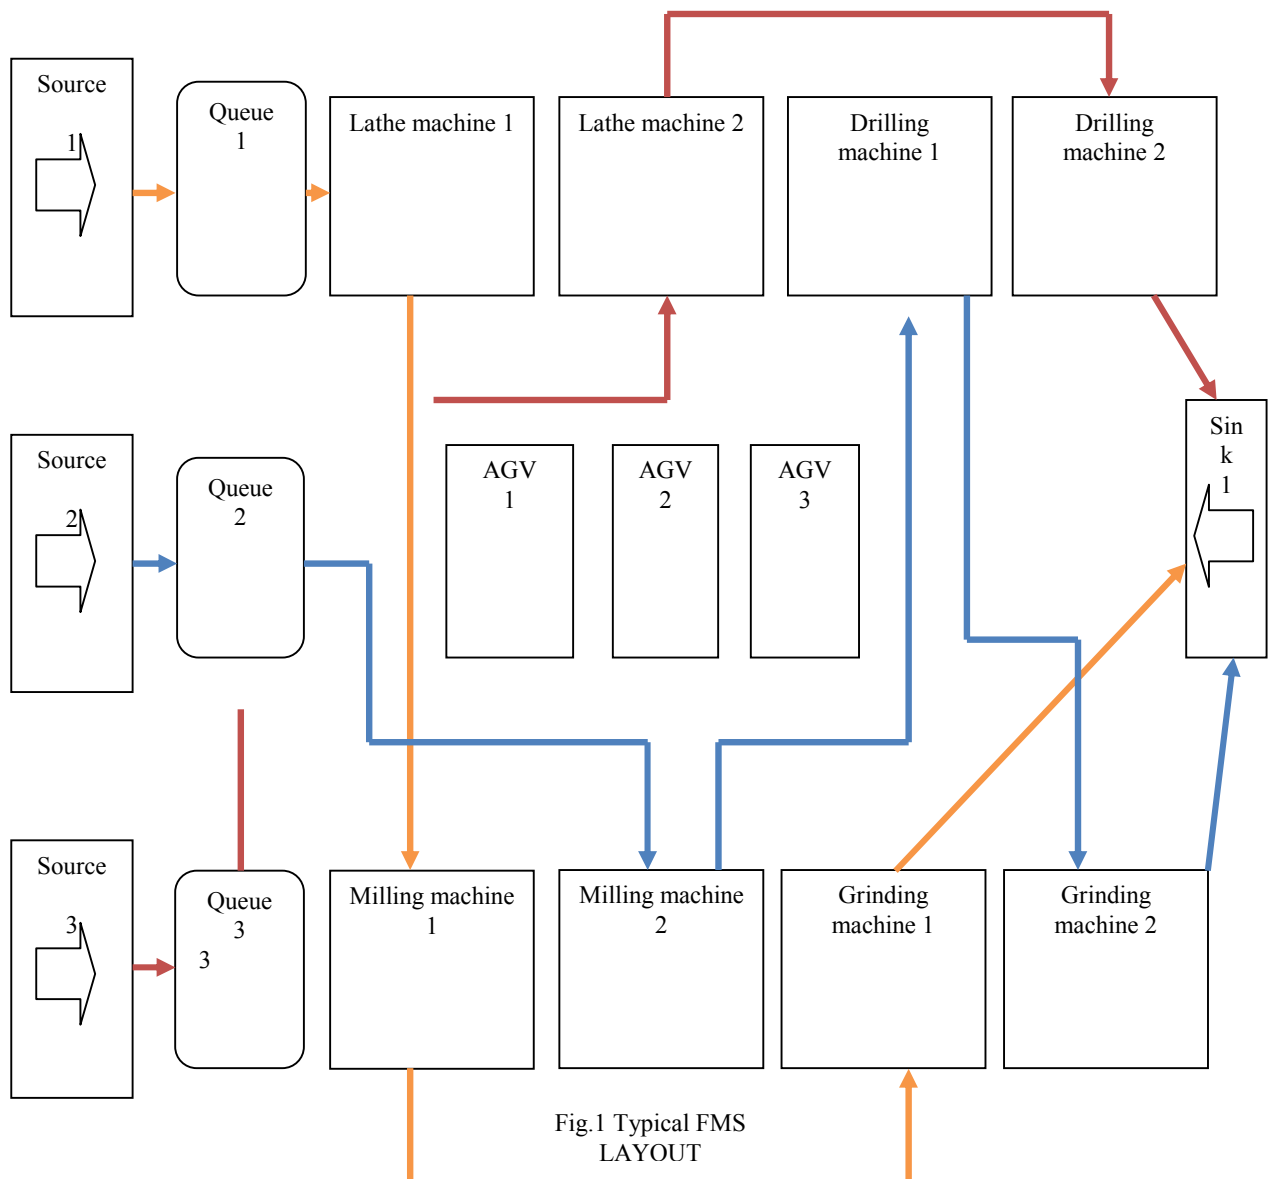 Source
1
Queue
1
Lathe machine 1
Lathe machine 2
Drilling
machine 1
Drilling
machine 2
Source
2
Queue
2
AGV
1
AGV
2
AGV
3
Sin
k
1
Source
3
Queue
3
3
Milling machine
1
Milling machine
2
Grinding
machine 1
Grinding
machine 2
Fig.1 Typical FMS
LAYOUT